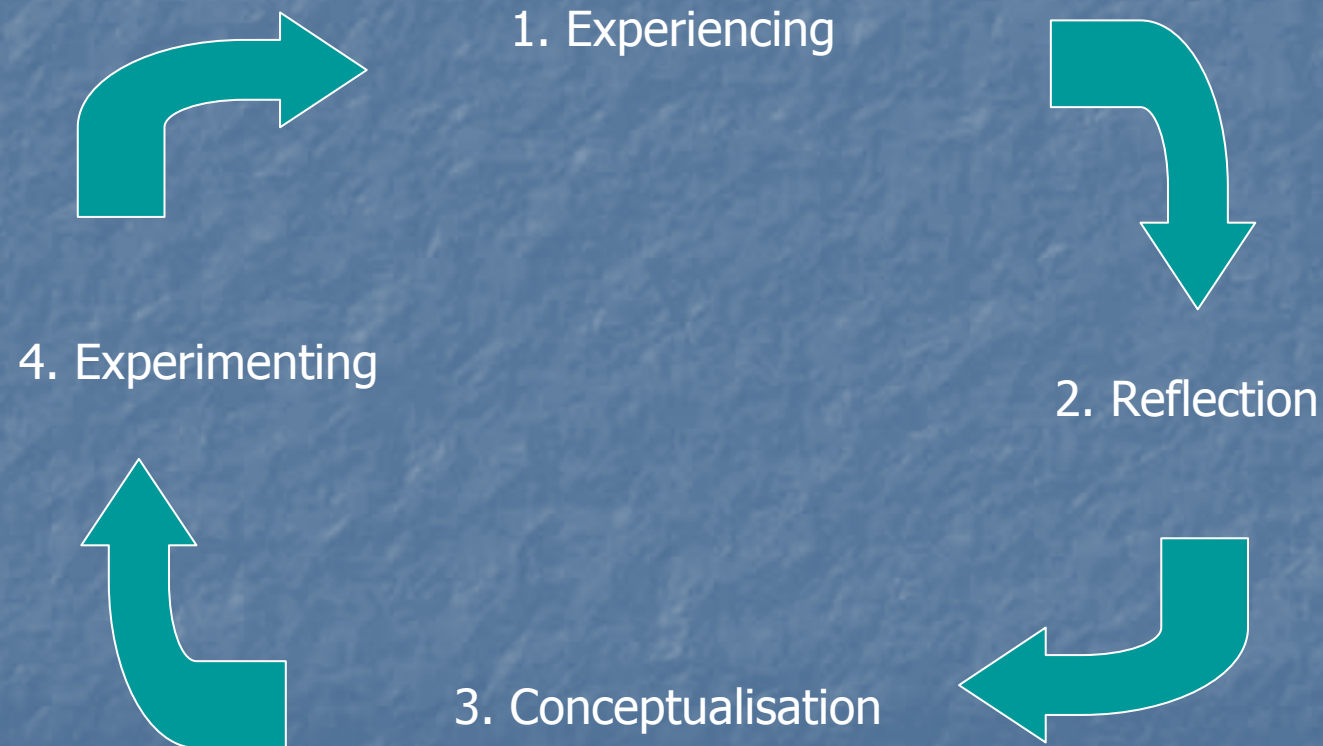 1. Experiencing
2. Reflection
3. Conceptualisation
4. Experimenting